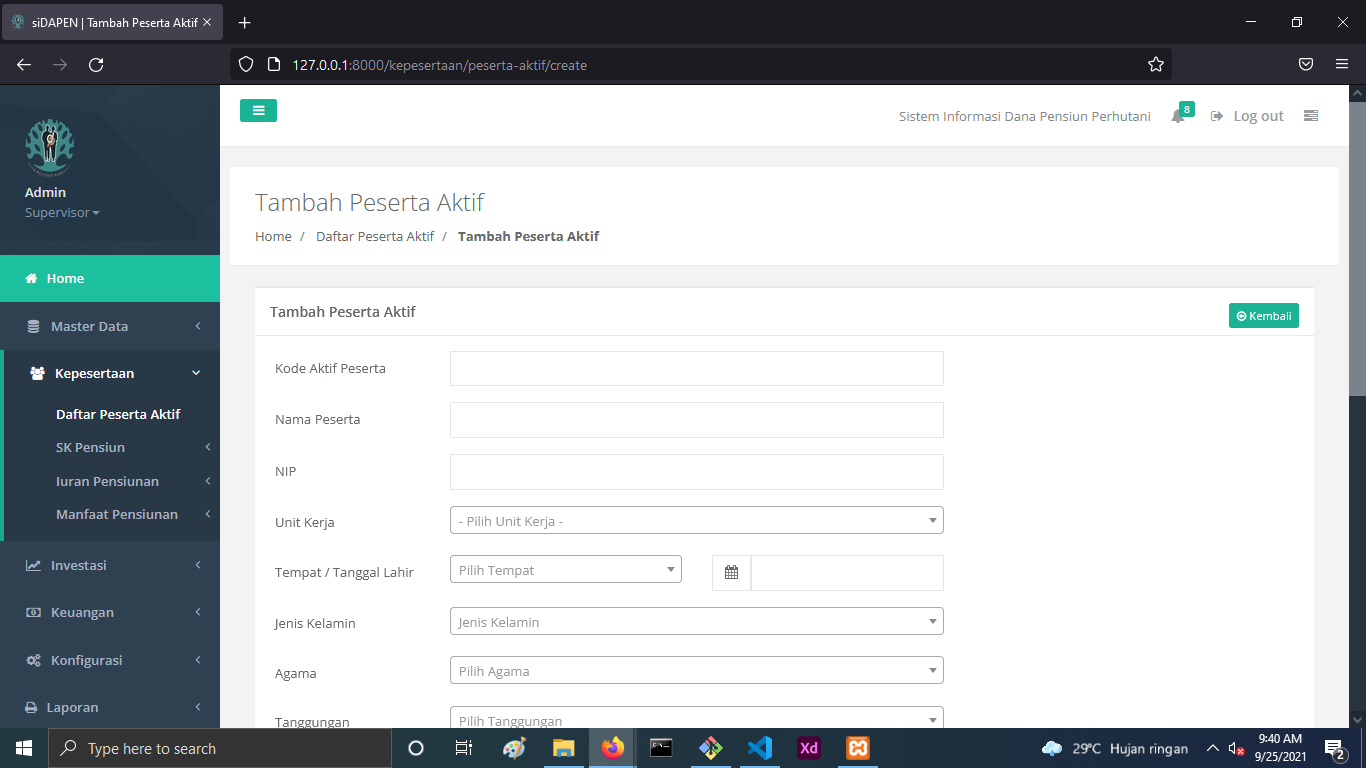 siDAPEN | Tambah Peserta Aktif
127.0.0.1:8000/kepesertaan/peserta-aktif/create
Sistem Informasi Dana Pensiun Perhutani
8
Log out
Admin
Supervisor
Home
Master Data
Kepesertaan
Daftar Peserta Aktif
SK Pensiun
Iuran Pensiunan
Manfaat Pensiunan
Investasi
Keuangan
Konfigurasi
Laporan
Tambah Peserta Aktif
Home / Daftar Peserta Aktif / Tambah Peserta Aktif
Tambah Peserta Aktif
Kembali
Kode Aktif Peserta
Nama Peserta
NIP
Unit Kerja
- Pilih Unit Kerja -
Tempat / Tanggal Lahir
Pilih Tempat
Jenis Kelamin
Jenis Kelamin
Agama
Pilih Agama
Tanggungan
Pilih Tanggungan
Type here to search
Xd
29°C Hujan ringan
9:40 AM
9/25/2021
2